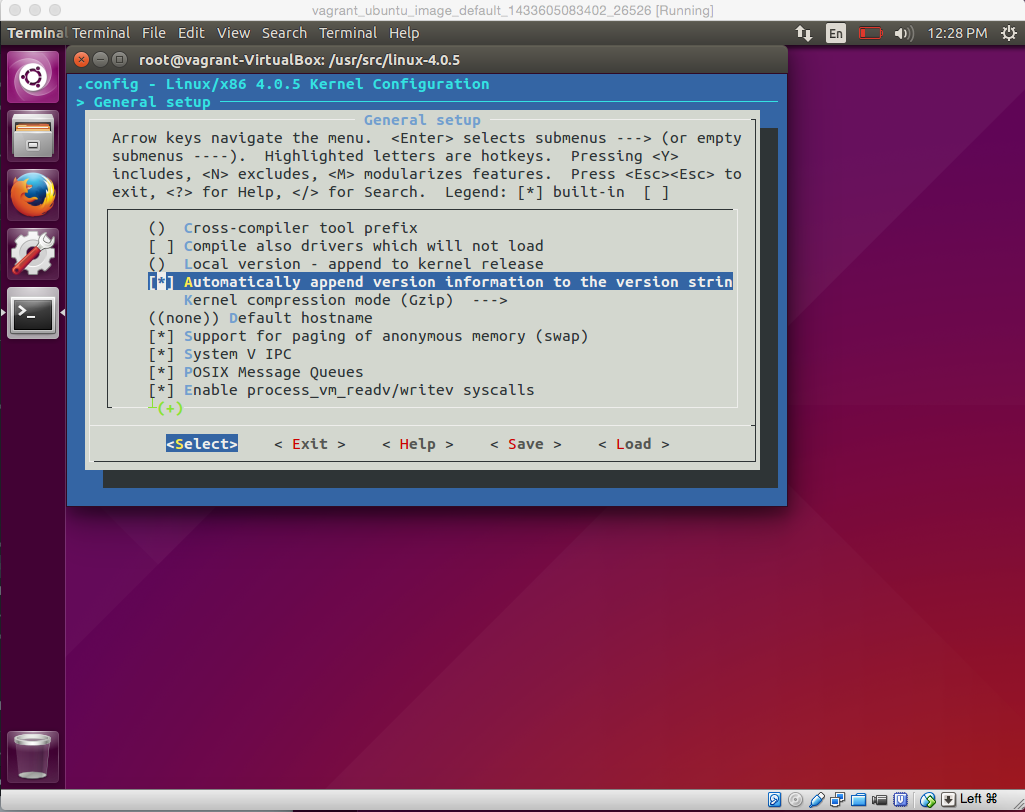 vagrant_ubuntu_image_default_1433605083402_26526 [Running]
Terminal Terminal File Edit View Search Terminal Help En 12:28 PM
root@vagrant-VirtualBox: /usr/src/linux-4.0.5
.config - Linux/x86 4.0.5 Kernel Configuration
> General setup
General setup
Arrow keys navigate the menu. <Enter> selects submenus ---> (or empty
submenus ----). Highlighted letters are hotkeys. Pressing <Y>
includes, <N> excludes, <M> modularizes features. Press <Esc><Esc> to
exit, <?> for Help, </> for Search. Legend: [*] built-in [ ]
() Cross-compiler tool prefix
[ ] Compile also drivers which will not load
() Local version - append to kernel release
[*] Automatically append version information to the version strin
Kernel compression mode (Gzip) --->
((none)) Default hostname
[*] Support for paging of anonymous memory (swap)
[*] System V IPC
[*] POSIX Message Queues
[*] Enable process_vm_readv/writev syscalls
(+)
<Select> < Exit > < Help > < Save > < Load >
Left ⌘